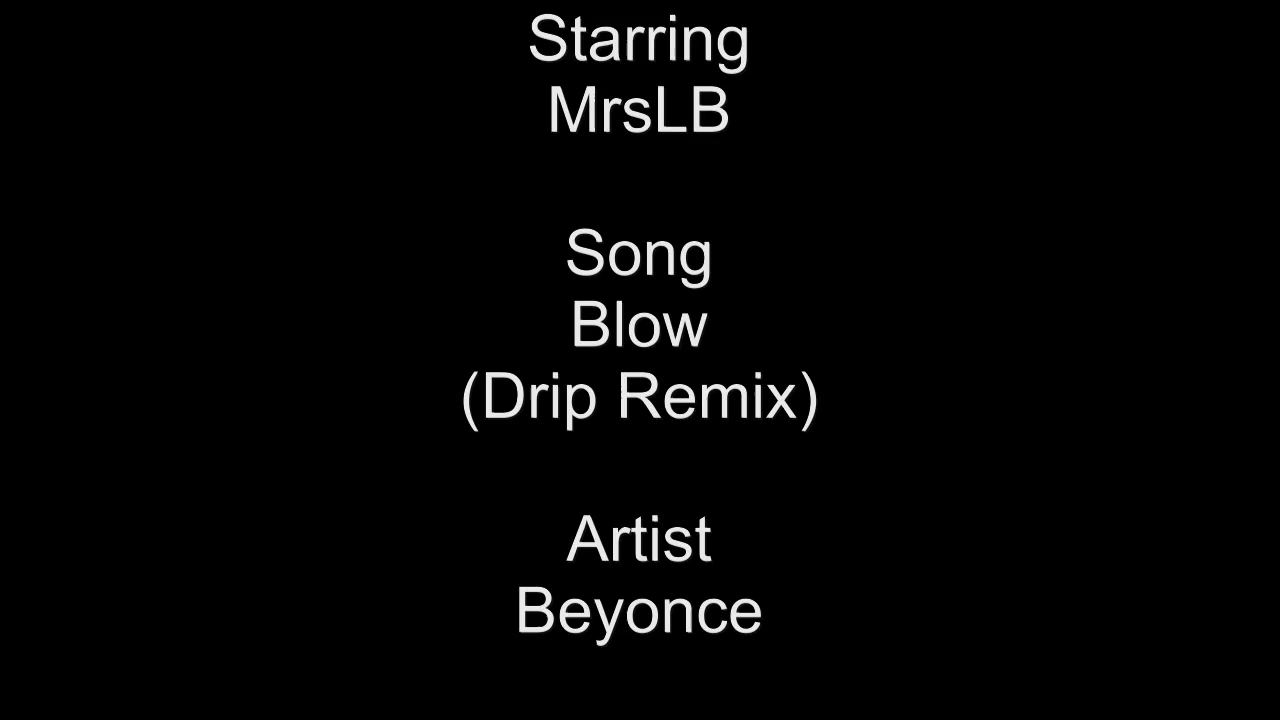 Starring
MrsLB
Song
Blow
(Drip Remix)
Artist
Beyonce